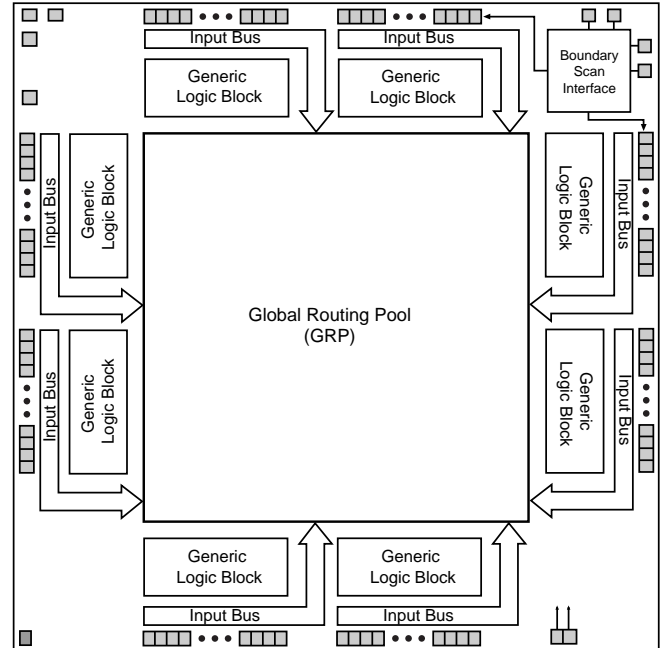 Input Bus
Input Bus
Generic
Logic Block
Generic
Logic Block
Boundary
Scan
Interface
Input Bus
Generic
Logic Block
Generic
Logic Block
Input Bus
Global Routing Pool
(GRP)
Input Bus
Generic
Logic Block
Generic
Logic Block
Input Bus
Generic
Logic Block
Generic
Logic Block
Input Bus
Input Bus